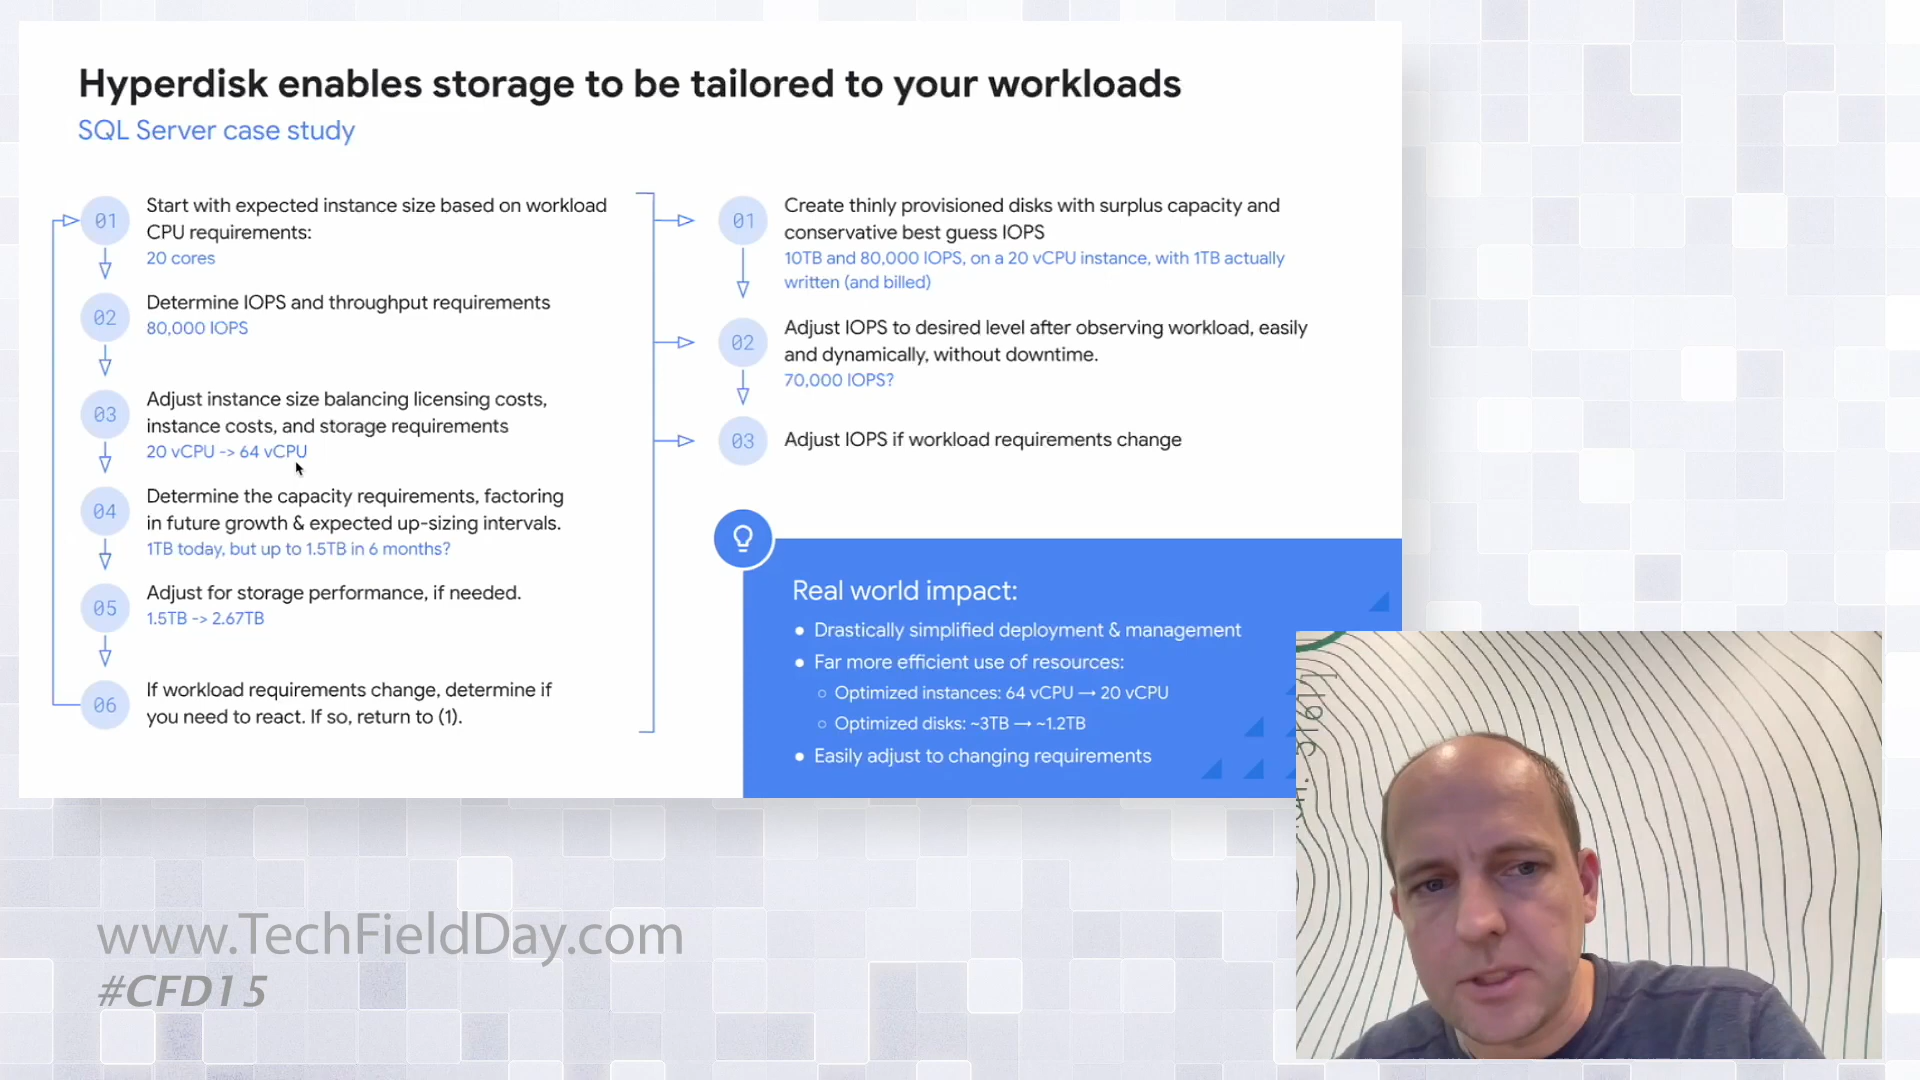 Hyperdisk enables storage to be tailored to your workloads
SQL Server case study
01
Start with expected instance size based on workload
CPU requirements:
20 cores
02
Determine IOPS and throughput requirements
80,000 IOPS
03
Adjust instance size balancing licensing costs,
instance costs, and storage requirements
20 vCPU -> 64 vCPU
04
Determine the capacity requirements, factoring
in future growth & expected up-sizing intervals.
1TB today, but up to 1.5TB in 6 months?
05
Adjust for storage performance, if needed.
1.5TB -> 2.67TB
06
If workload requirements change, determine if
you need to react. If so, return to (1).
01
Create thinly provisioned disks with surplus capacity and
conservative best guess IOPS
10TB and 80,000 IOPS, on a 20 vCPU instance, with 1TB actually
written (and billed)
02
Adjust IOPS to desired level after observing workload, easily
and dynamically, without downtime.
70,000 IOPS?
03
Adjust IOPS if workload requirements change
Real world impact:
● Drastically simplified deployment & management
● Far more efficient use of resources:
○ Optimized instances: 64 vCPU → 20 vCPU
○ Optimized disks: ~3TB → ~1.2TB
● Easily adjust to changing requirements
www.TechFieldDay.com
#CFD15